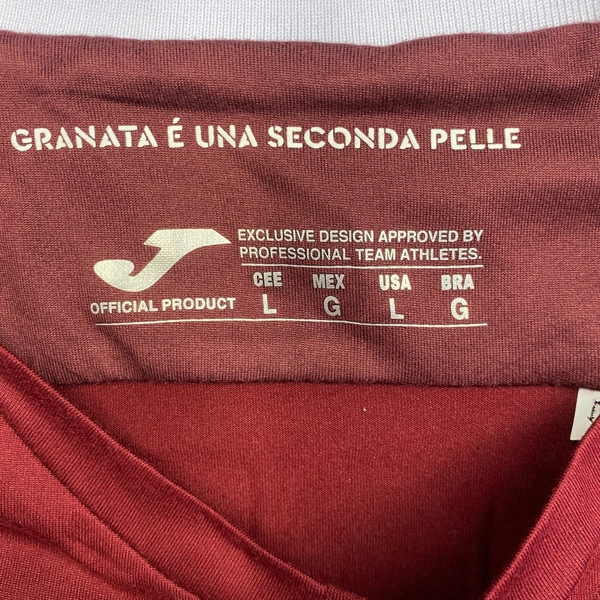 GRANATA É UNA SECONDA PELLE
EXCLUSIVE DESIGN APPROVED BY
PROFESSIONAL TEAM ATHLETES.
OFFICIAL PRODUCT
CEE MEX USA BRA
L G L G